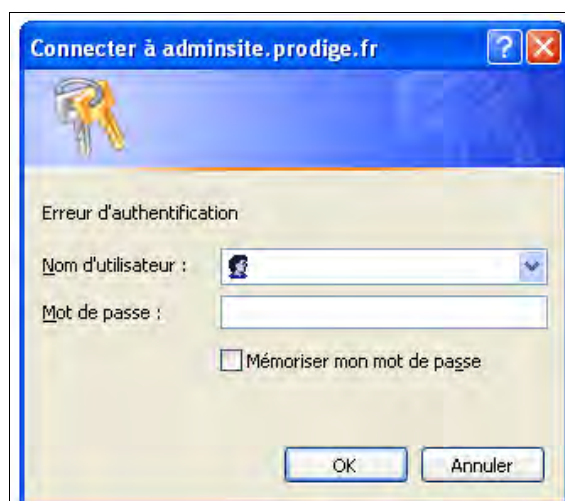 Connecter à adminsite.prodige.fr
Erreur d'authentification
Nom d'utilisateur :
Mot de passe :
Mémoriser mon mot de passe
OK
Annuler